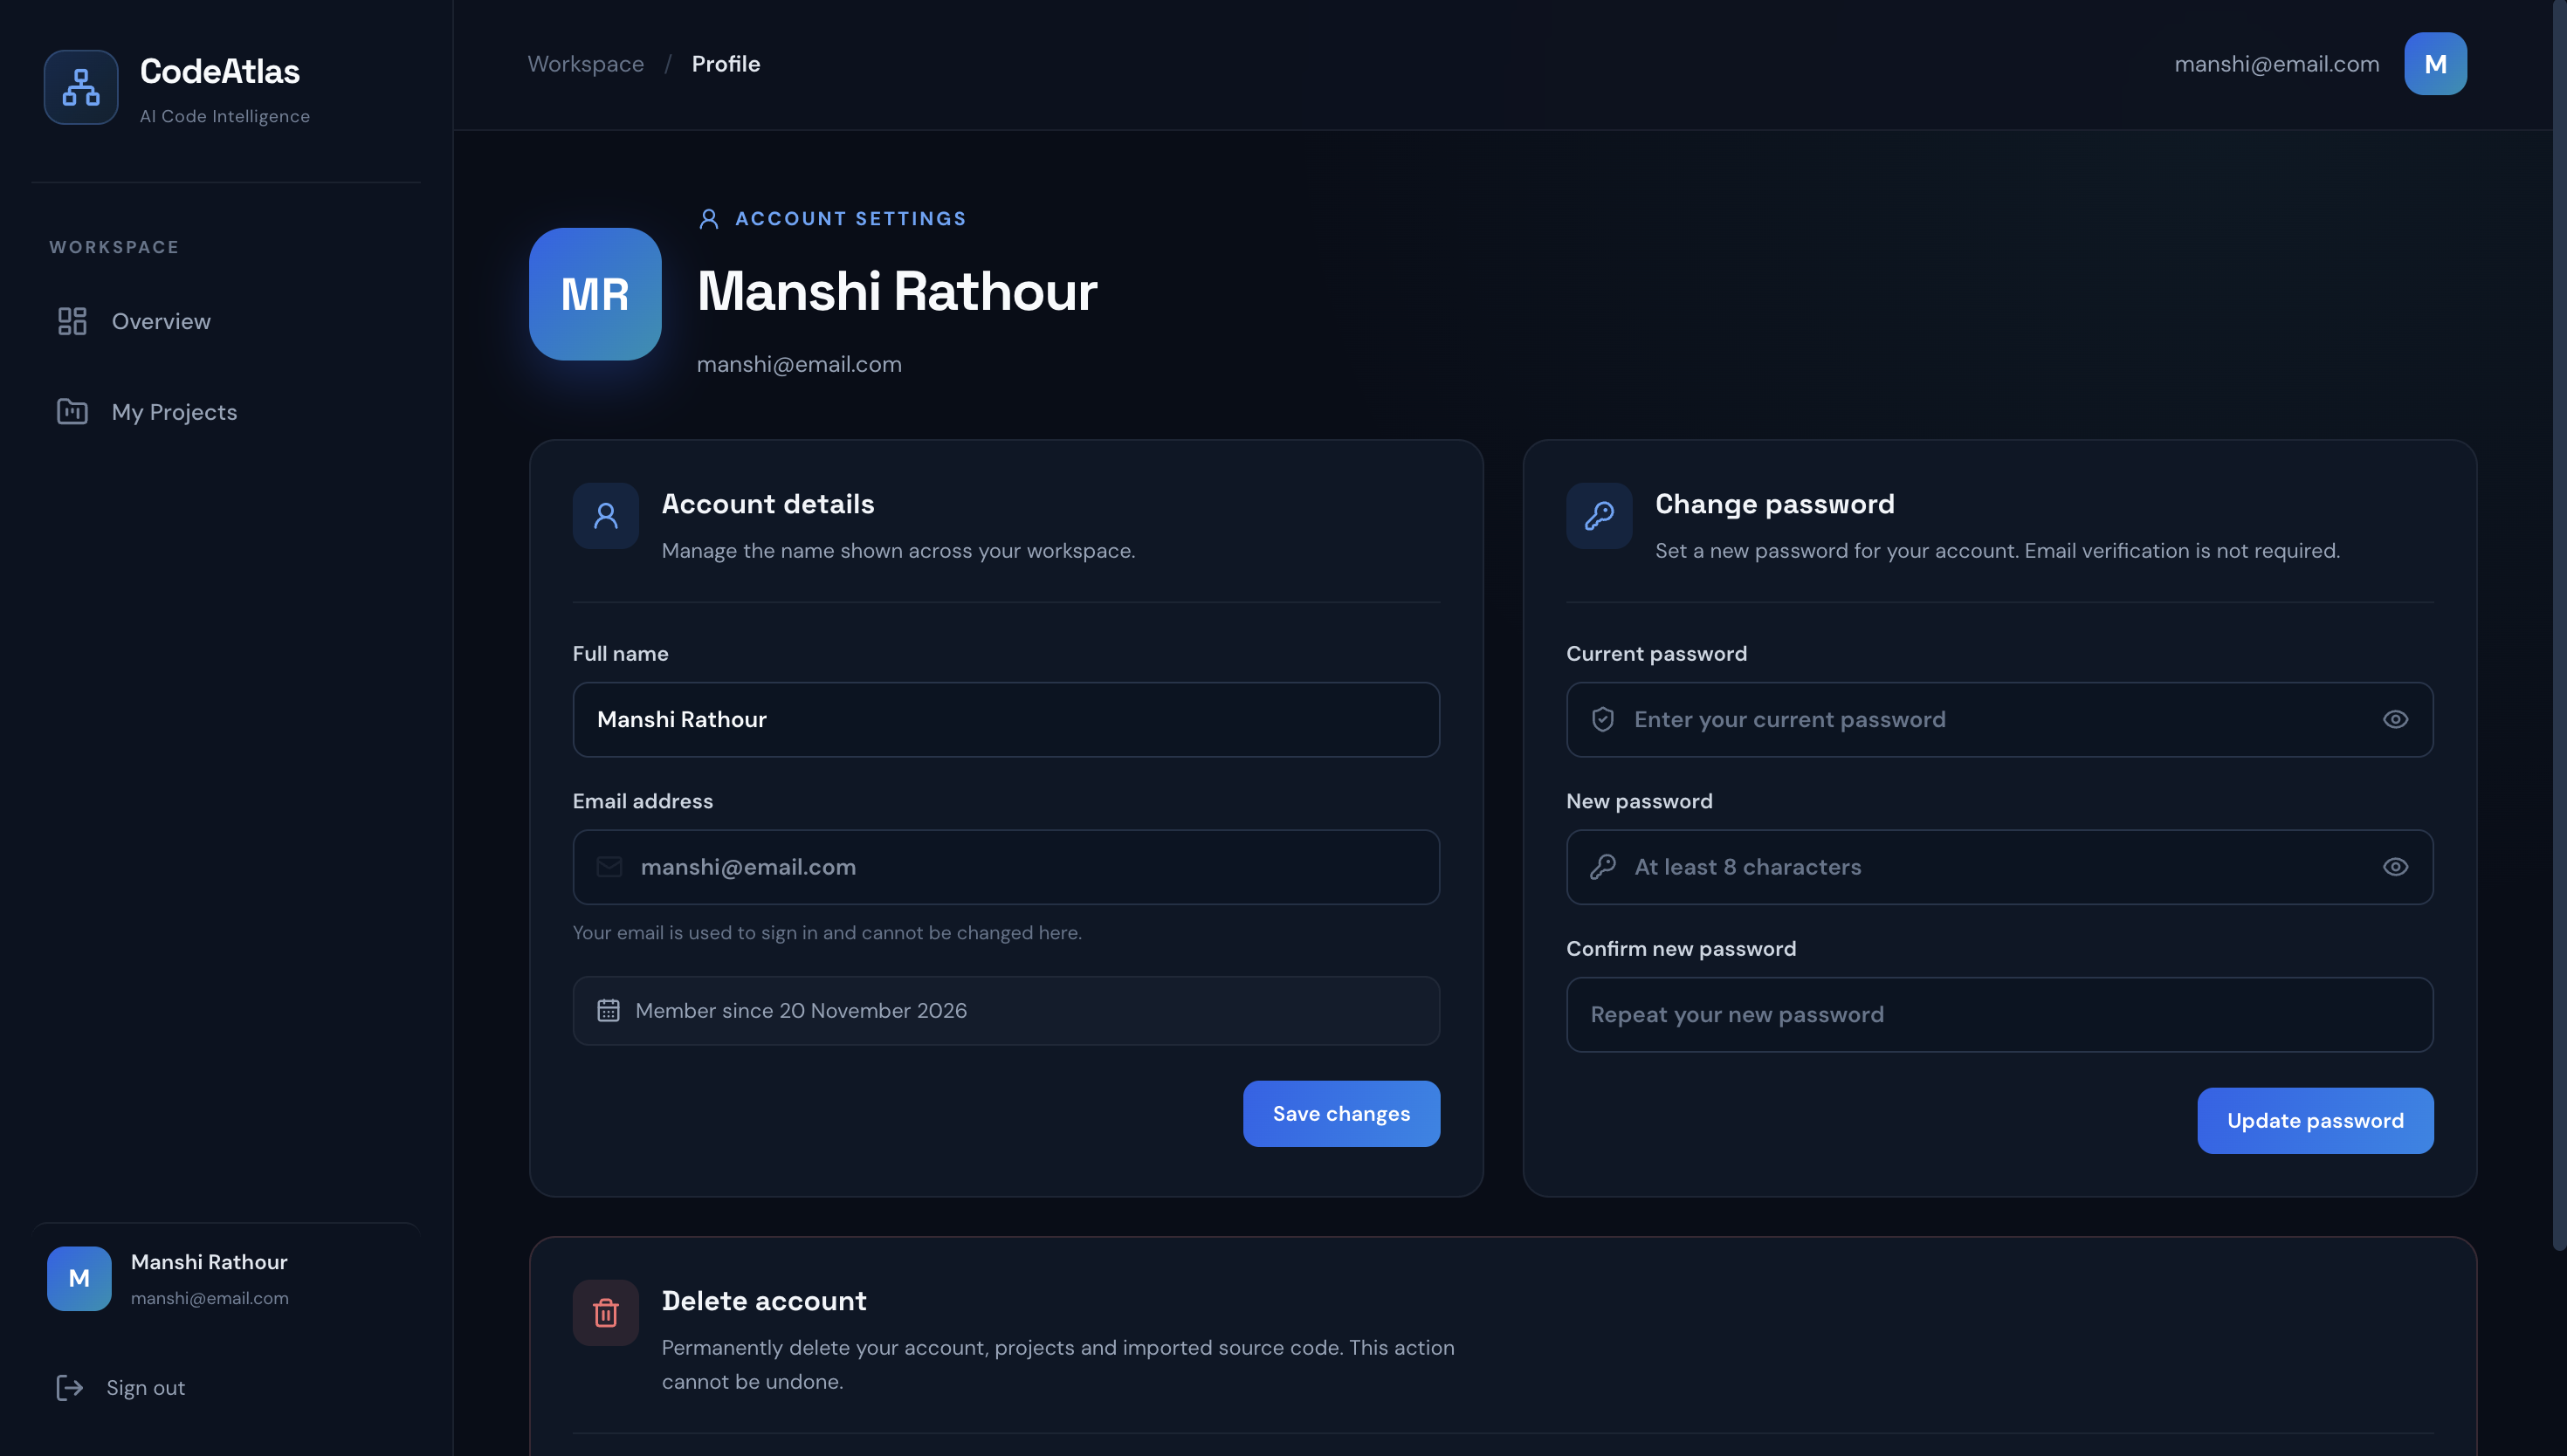 CodeAtlas
AI Code Intelligence
WORKSPACE
Overview
My Projects
M
Manshi Rathour
manshi@email.com
Sign out
Workspace / Profile
manshi@email.com
M
MR
ACCOUNT SETTINGS
Manshi Rathour
manshi@email.com
Account details
Manage the name shown across your workspace.
Full name
Manshi Rathour
Email address
manshi@email.com
Your email is used to sign in and cannot be changed here.
Member since 20 November 2026
Save changes
Change password
Set a new password for your account. Email verification is not required.
Current password
Enter your current password
New password
At least 8 characters
Confirm new password
Repeat your new password
Update password
Delete account
Permanently delete your account, projects and imported source code. This action
cannot be undone.